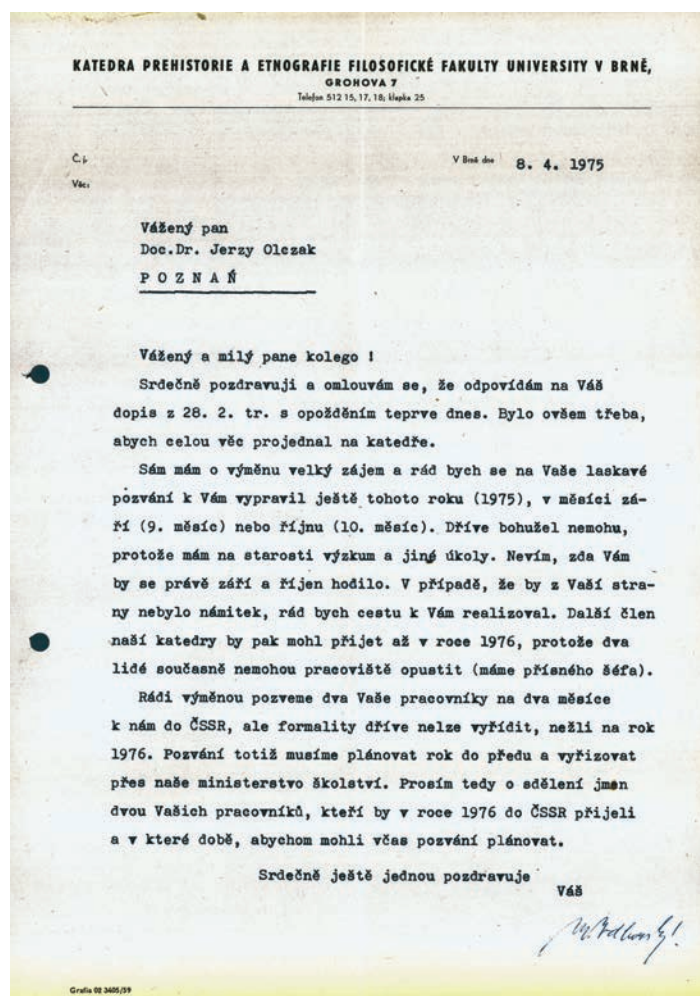 KATEDRA PREHISTORIE A ETNOGRAFIE FILOSOFICKÉ FAKULTY UNIVERSITY V BRNĚ,
GROHOVA 7
Telefon 512 15, 17, 18; klapka 25
Č. j.
V Brně dne 8. 4. 1975
Věc:
Vážený pan
Doc.Dr. Jerzy Olczak
P O Z N A Ń
Vážený a milý pane kolego !
Srdečně pozdravuji a omlouvám se, že odpovídám na Váš
dopis z 28. 2. tr. s opožděním teprve dnes. Bylo ovšem třeba,
abych celou věc projednal na katedře.
Sám mám o výměnu velký zájem a rád bych se na Vaše laskavé
pozvání k Vám vypravil ještě tohoto roku (1975), v měsíci zá-
ří (9. měsíc) nebo říjnu (10. měsíc). Dříve bohužel nemohu,
protože mám na starosti výzkum a jiné úkoly. Nevím, zda Vám
by se právě září a říjen hodilo. V případě, že by z Vaší stra-
ny nebylo námitek, rád bych cestu k Vám realizoval. Další člen
naší katedry by pak mohl přijet až v roce 1976, protože dva
lidé současně nemohou pracoviště opustit (máme přísného šéfa).
Rádi výměnou pozveme dva Vaše pracovníky na dva měsíce
k nám do ČSSR, ale formality dříve nelze vyřídit, nežli na rok
1976. Pozvání totiž musíme plánovat rok do předu a vyřizovat
přes naše ministerstvo školství. Prosím tedy o sdělení jmen
dvou Vašich pracovníků, kteří by v roce 1976 do ČSSR přijeli
a v které době, abychom mohli včas pozvání plánovat.
Srdečně ještě jednou pozdravuje
Váš
Grafia 02 3405/59